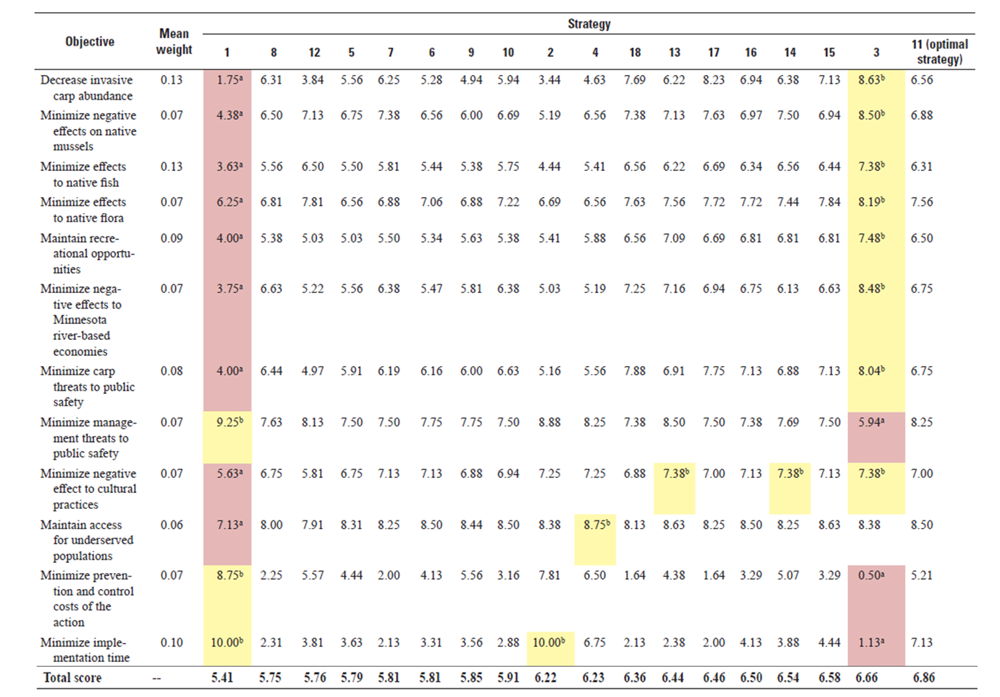 Strategy
Objective Mean weight 1 8 12 5 7 6 9 10 2 4 18 13 17 16 14 15 3 11 (optimal strategy)
Decrease invasive 0.13 1.75ᵃ 6.31 3.84 5.56 6.25 5.28 4.94 5.94 3.44 4.63 7.69 6.22 8.23 6.94 6.38 7.13 8.63ᵇ 6.56
carp abundance
Minimize negative 0.07 4.38ᵃ 6.50 7.13 6.75 7.38 6.56 6.00 6.69 5.19 6.56 7.38 7.13 7.63 6.97 7.50 6.94 8.50ᵇ 6.88
effects on native
mussels
Minimize effects 0.13 3.63ᵃ 5.56 6.50 5.50 5.81 5.44 5.38 5.75 4.44 5.41 6.56 6.22 6.69 6.34 6.56 6.44 7.38ᵇ 6.31
to native fish
Minimize effects 0.07 6.25ᵃ 6.81 7.81 6.56 6.88 7.06 6.88 7.22 6.69 6.56 7.63 7.56 7.72 7.72 7.44 7.84 8.19ᵇ 7.56
to native flora
Maintain recre- 0.09 4.00ᵃ 5.38 5.03 5.03 5.50 5.34 5.63 5.38 5.41 5.88 6.56 7.09 6.69 6.81 6.81 6.81 7.48ᵇ 6.50
ational opportu-
nities
Minimize nega- 0.07 3.75ᵃ 6.63 5.22 5.56 6.38 5.47 5.81 6.38 5.03 5.19 7.25 7.16 6.94 6.75 6.13 6.63 8.48ᵇ 6.75
tive effects to
Minnesota
river-based
economies
Minimize carp 0.08 4.00ᵃ 6.44 4.97 5.91 6.19 6.16 6.00 6.63 5.16 5.56 7.88 6.91 7.75 7.13 6.88 7.13 8.04ᵇ 6.75
threats to public
safety
Minimize manage- 0.07 9.25ᵇ 7.63 8.13 7.50 7.50 7.75 7.75 7.50 8.88 8.25 7.38 8.50 7.50 7.38 7.69 7.50 5.94ᵃ 8.25
ment threats to
public safety
Minimize negative 0.07 5.63ᵃ 6.75 5.81 6.75 7.13 7.13 6.88 6.94 7.25 7.25 6.88 7.38ᵇ 7.00 7.13 7.38ᵇ 7.13 7.38ᵇ 7.00
effect to cultural
practices
Maintain access 0.06 7.13ᵃ 8.00 7.91 8.31 8.25 8.50 8.44 8.50 8.38 8.75ᵇ 8.13 8.63 8.25 8.50 8.25 8.63 8.38 8.50
for underserved
populations
Minimize preven- 0.07 8.75ᵇ 2.25 5.57 4.44 2.00 4.13 5.56 3.16 7.81 6.50 1.64 4.38 1.64 3.29 5.07 3.29 0.50ᵃ 5.21
tion and control
costs of the
action
Minimize imple- 0.10 10.00ᵇ 2.31 3.81 3.63 2.13 3.31 3.56 2.88 10.00ᵇ 6.75 2.13 2.38 2.00 4.13 3.88 4.44 1.13ᵃ 7.13
mentation time
Total score -- 5.41 5.75 5.76 5.79 5.81 5.81 5.85 5.91 6.22 6.23 6.36 6.44 6.46 6.50 6.54 6.58 6.66 6.86